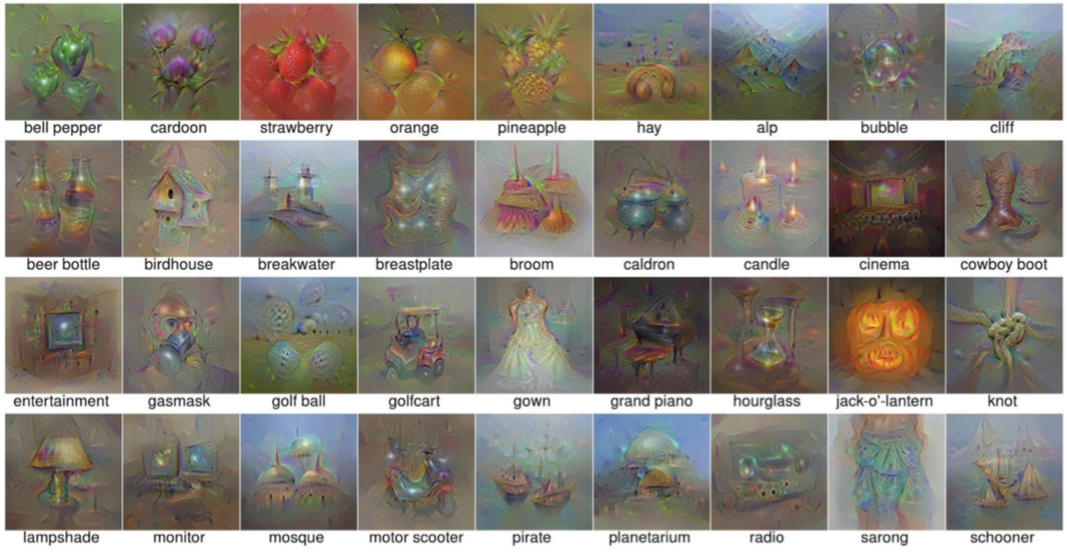 bell pepper cardoon strawberry orange pineapple hay alp bubble cliff
beer bottle birdhouse breakwater breastplate broom caldron candle cinema cowboy boot
entertainment gasmask golf ball golfcart gown grand piano hourglass jack-o'-lantern knot
lampshade monitor mosque motor scooter pirate planetarium radio sarong schooner